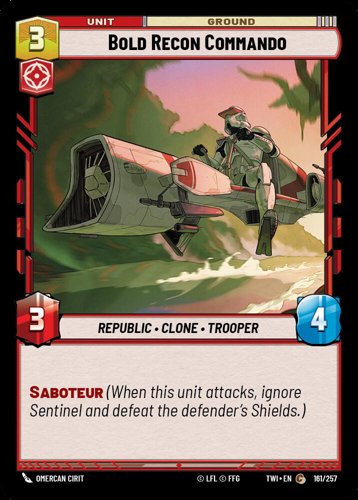 UNIT
GROUND
3
BOLD RECON COMMANDO
3
4
REPUBLIC • CLONE • TROOPER
SABOTEUR (When this unit attacks, ignore
Sentinel and defeat the defender's Shields.)
OMERCAN CIRIT
© LFL © FFG
TWI • EN C 161/257